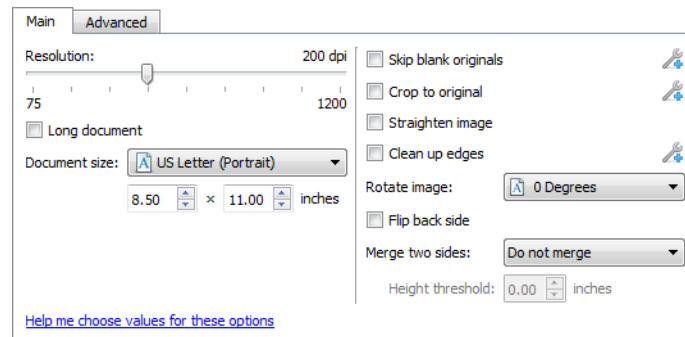 Main
Advanced
Resolution:
200 dpi
75
1200
Long document
Document size:
US Letter (Portrait)
8.50 × 11.00 inches
Help me choose values for these options
Skip blank originals
Crop to original
Straighten image
Clean up edges
Rotate image:
0 Degrees
Flip back side
Merge two sides:
Do not merge
Height threshold: 0.00 inches